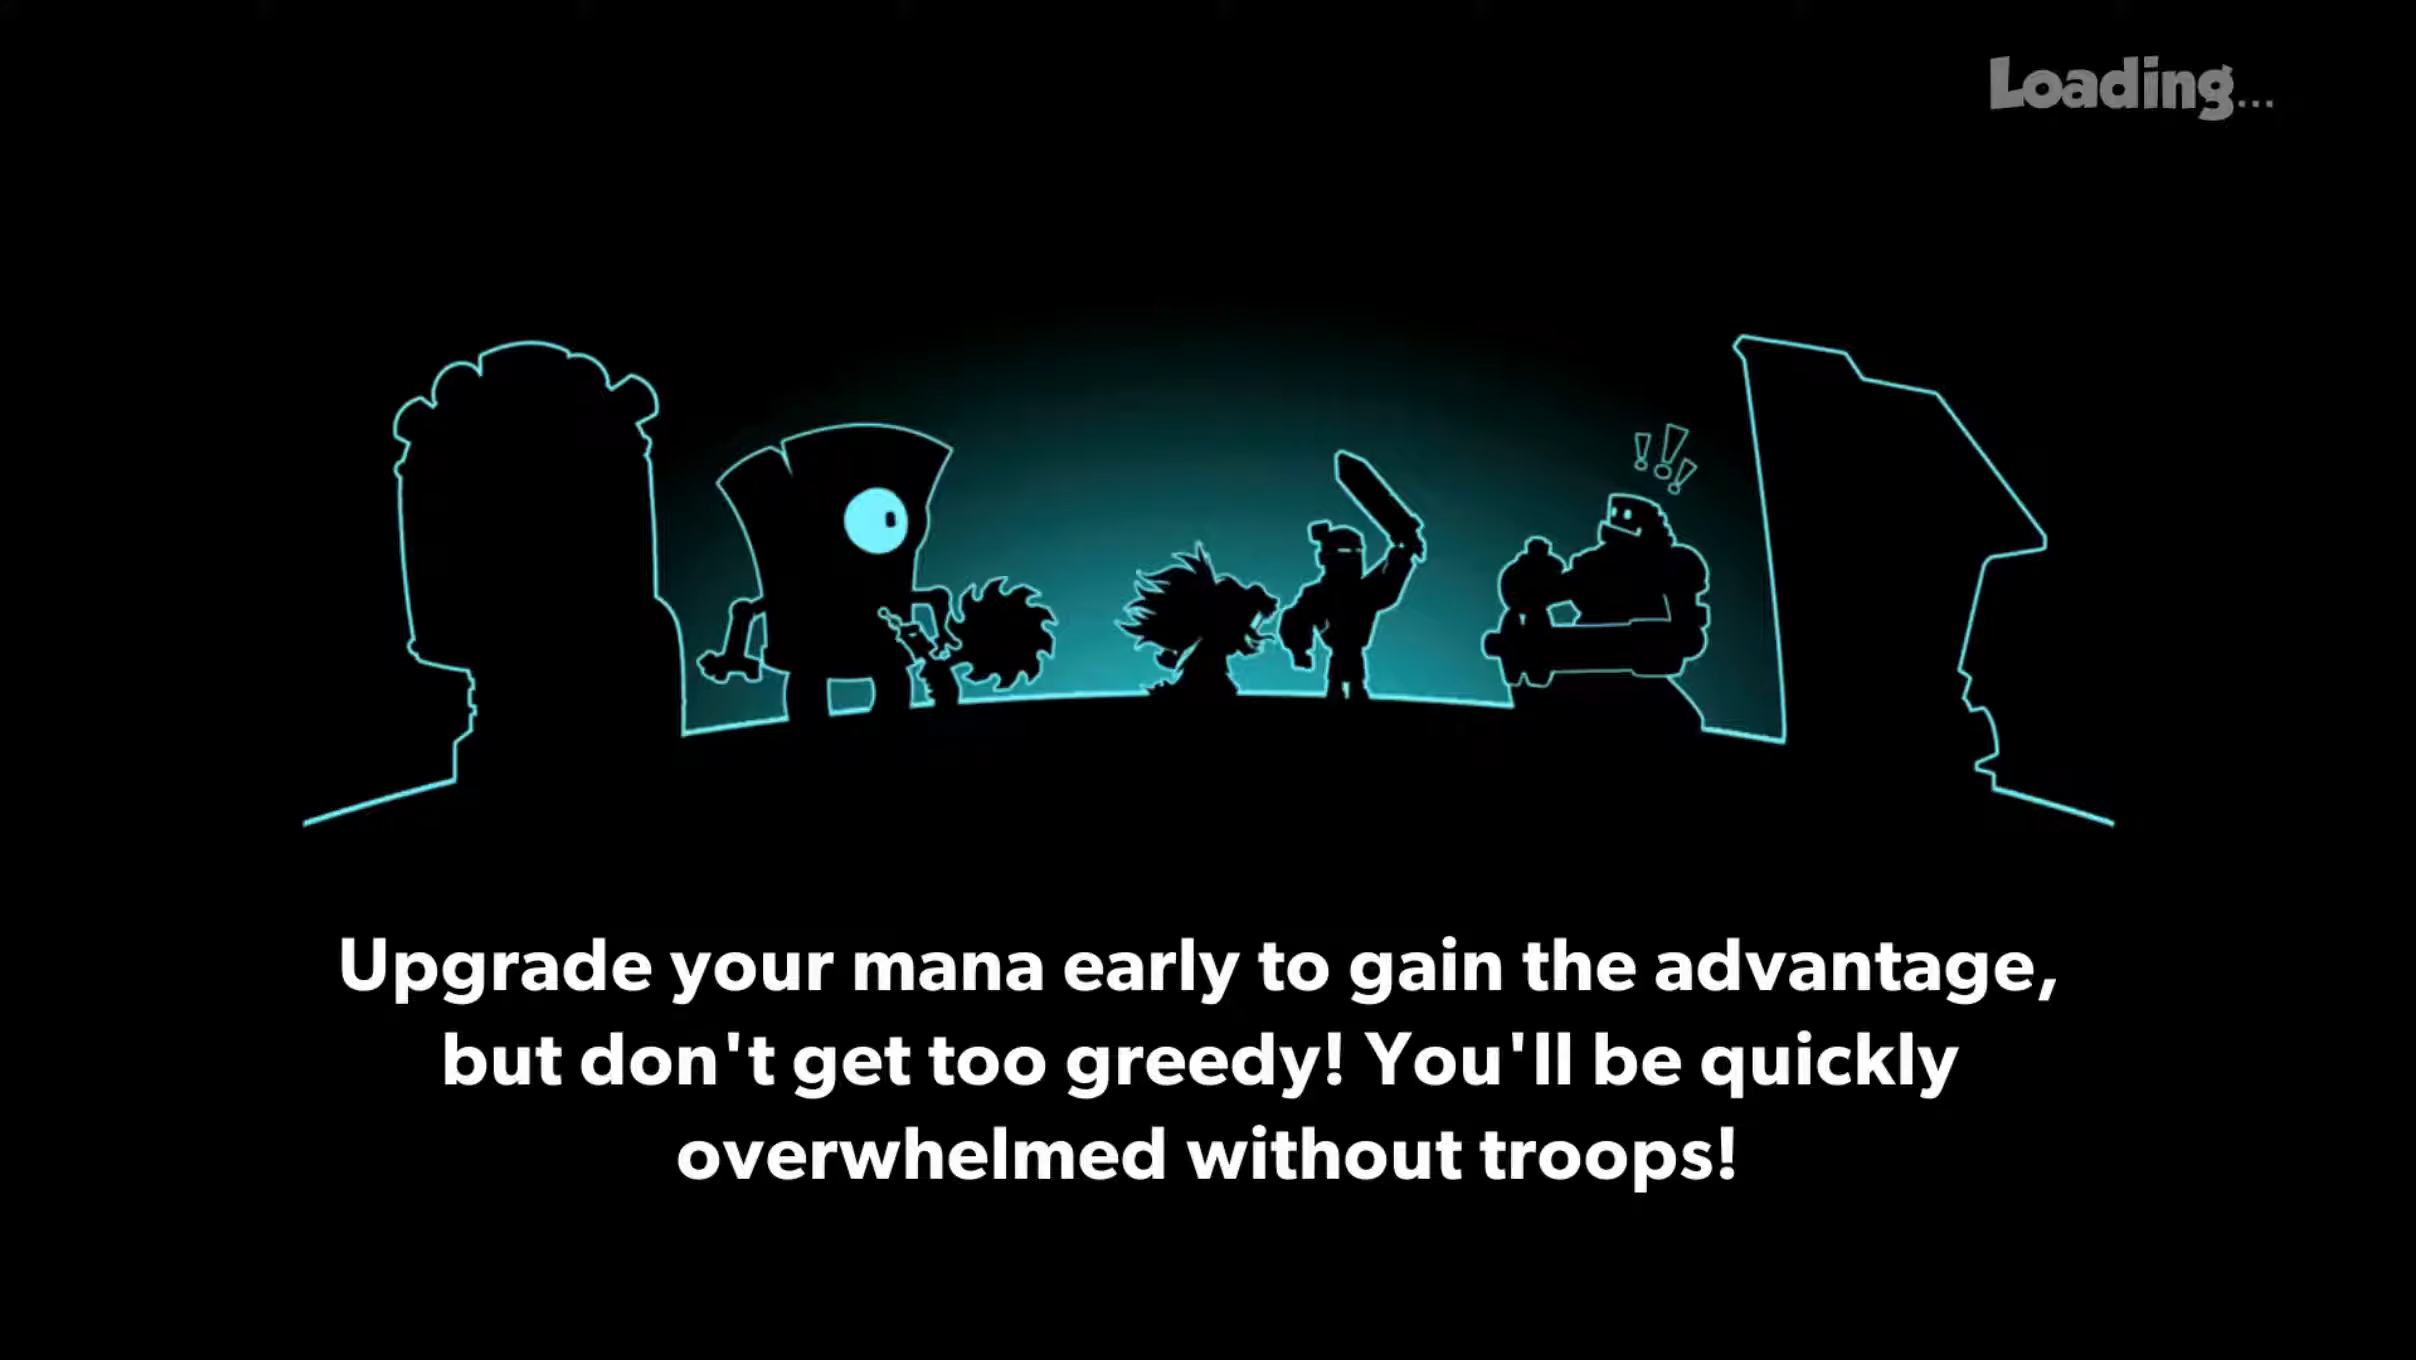 Loading...
!!!
Upgrade your mana early to gain the advantage,
but don't get too greedy! You'll be quickly
overwhelmed without troops!